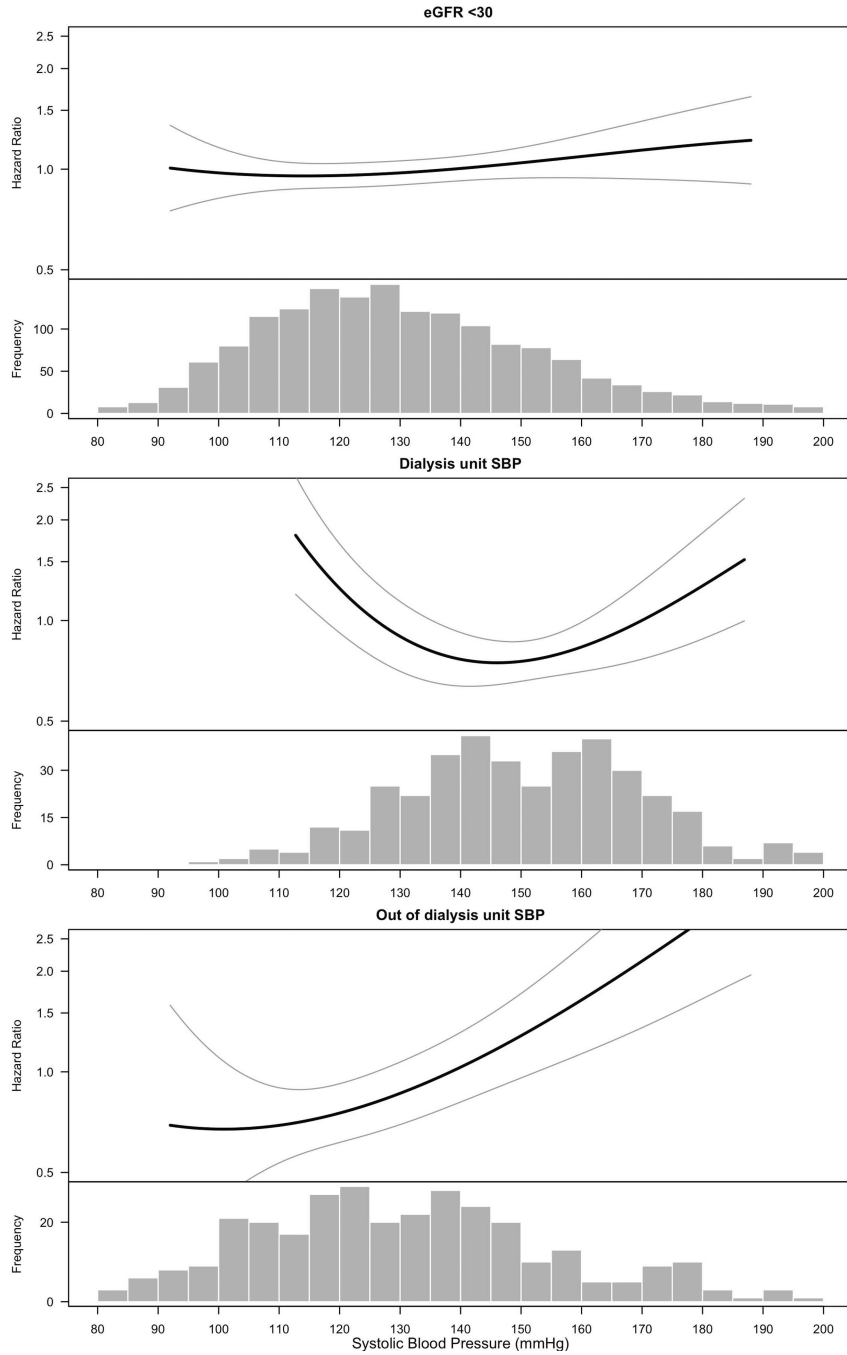 eGFR <30
2.5
2.0
1.5
1.0
0.5
Hazard Ratio
100
50
0
Frequency
80 90 100 110 120 130 140 150 160 170 180 190 200
Dialysis unit SBP
2.5
2.0
1.5
1.0
0.5
Hazard Ratio
30
15
0
Frequency
80 90 100 110 120 130 140 150 160 170 180 190 200
Out of dialysis unit SBP
2.5
2.0
1.5
1.0
0.5
Hazard Ratio
20
0
Frequency
80 90 100 110 120 130 140 150 160 170 180 190 200
Systolic Blood Pressure (mmHg)